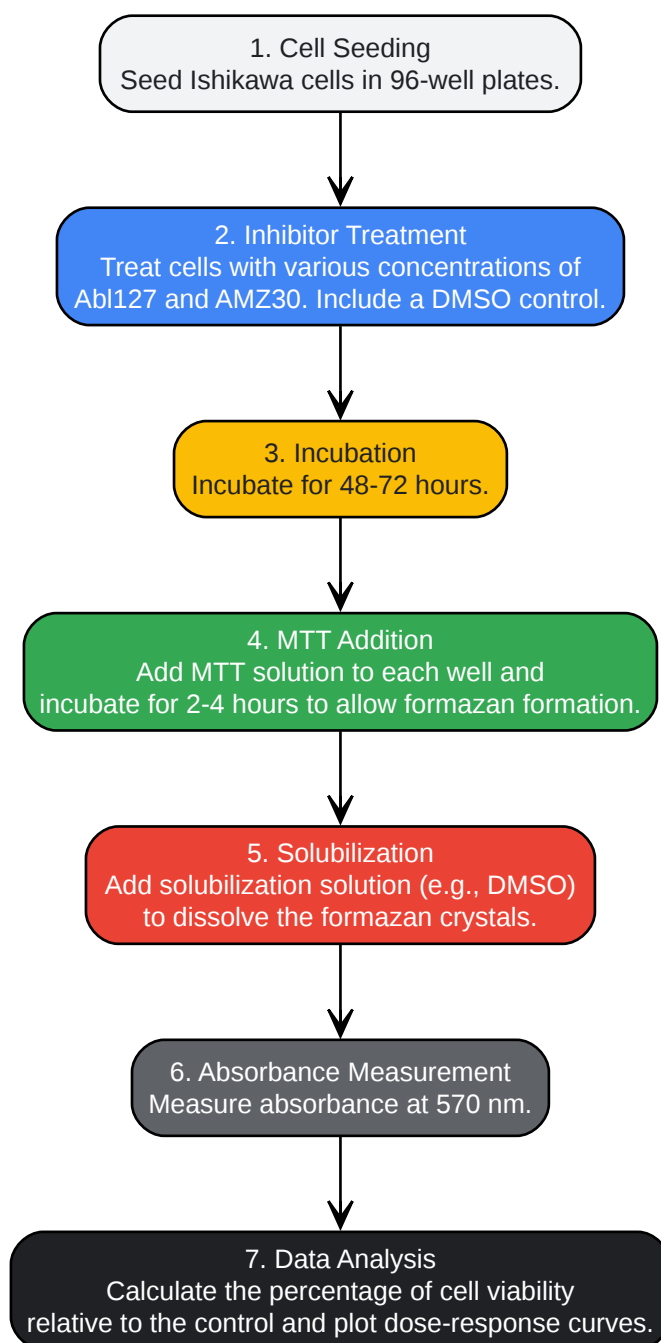 1. Cell Seeding
Seed Ishikawa cells in 96-well plates.
2. Inhibitor Treatment
Treat cells with various concentrations of
Abl127 and AMZ30. Include a DMSO control.
3. Incubation
Incubate for 48-72 hours.
4. MTT Addition
Add MTT solution to each well and
incubate for 2-4 hours to allow formazan formation.
5. Solubilization
Add solubilization solution (e.g., DMSO)
to dissolve the formazan crystals.
6. Absorbance Measurement
Measure absorbance at 570 nm.
7. Data Analysis
Calculate the percentage of cell viability
relative to the control and plot dose-response curves.